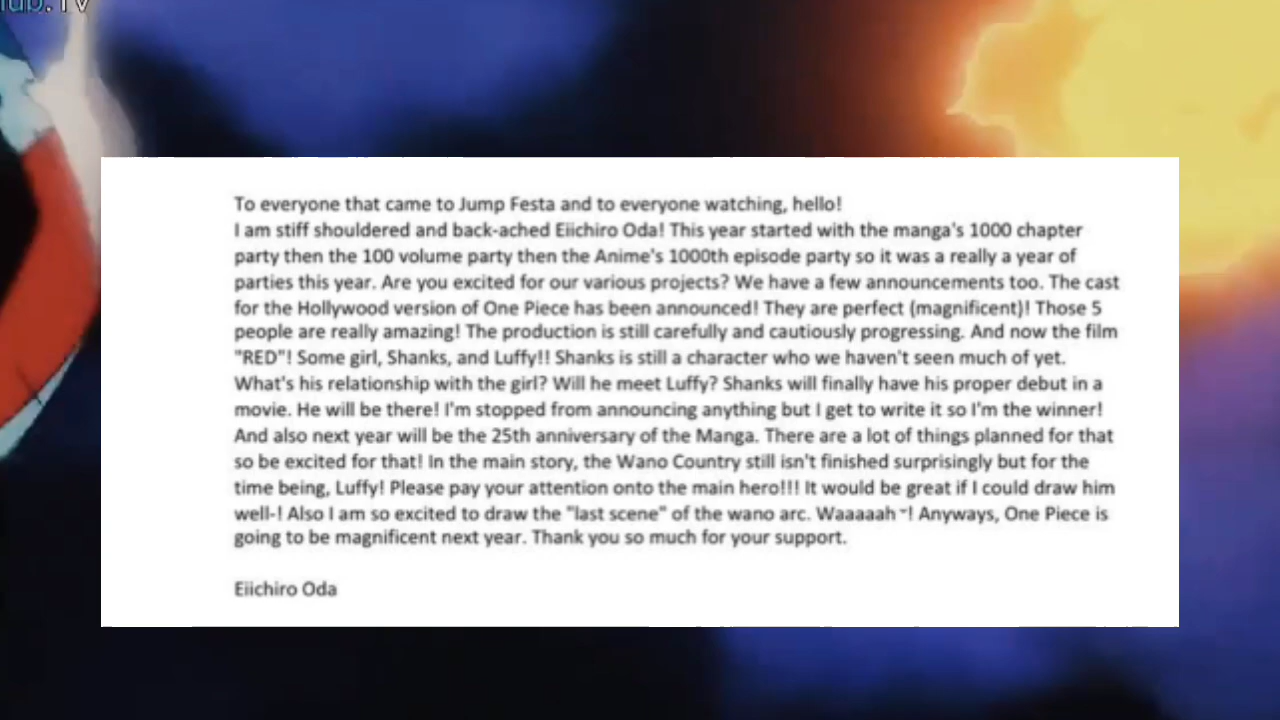 To everyone that came to Jump Festa and to everyone watching, hello!
I am stiff shouldered and back-ached Eiichiro Oda! This year started with the manga's 1000 chapter
party then the 100 volume party then the Anime's 1000th episode party so it was a really a year of
parties this year. Are you excited for our various projects? We have a few announcements too. The cast
for the Hollywood version of One Piece has been announced! They are perfect (magnificent)! Those 5
people are really amazing! The production is still carefully and cautiously progressing. And now the film
"RED"! Some girl, Shanks, and Luffy!! Shanks is still a character who we haven't seen much of yet.
What's his relationship with the girl? Will he meet Luffy? Shanks will finally have his proper debut in a
movie. He will be there! I'm stopped from announcing anything but I get to write it so I'm the winner!
And also next year will be the 25th anniversary of the Manga. There are a lot of things planned for that
so be excited for that! In the main story, the Wano Country still isn't finished surprisingly but for the
time being, Luffy! Please pay your attention onto the main hero!!! It would be great if I could draw him
well-! Also I am so excited to draw the "last scene" of the wano arc. Waaaaah~! Anyways, One Piece is
going to be magnificent next year. Thank you so much for your support.
Eiichiro Oda